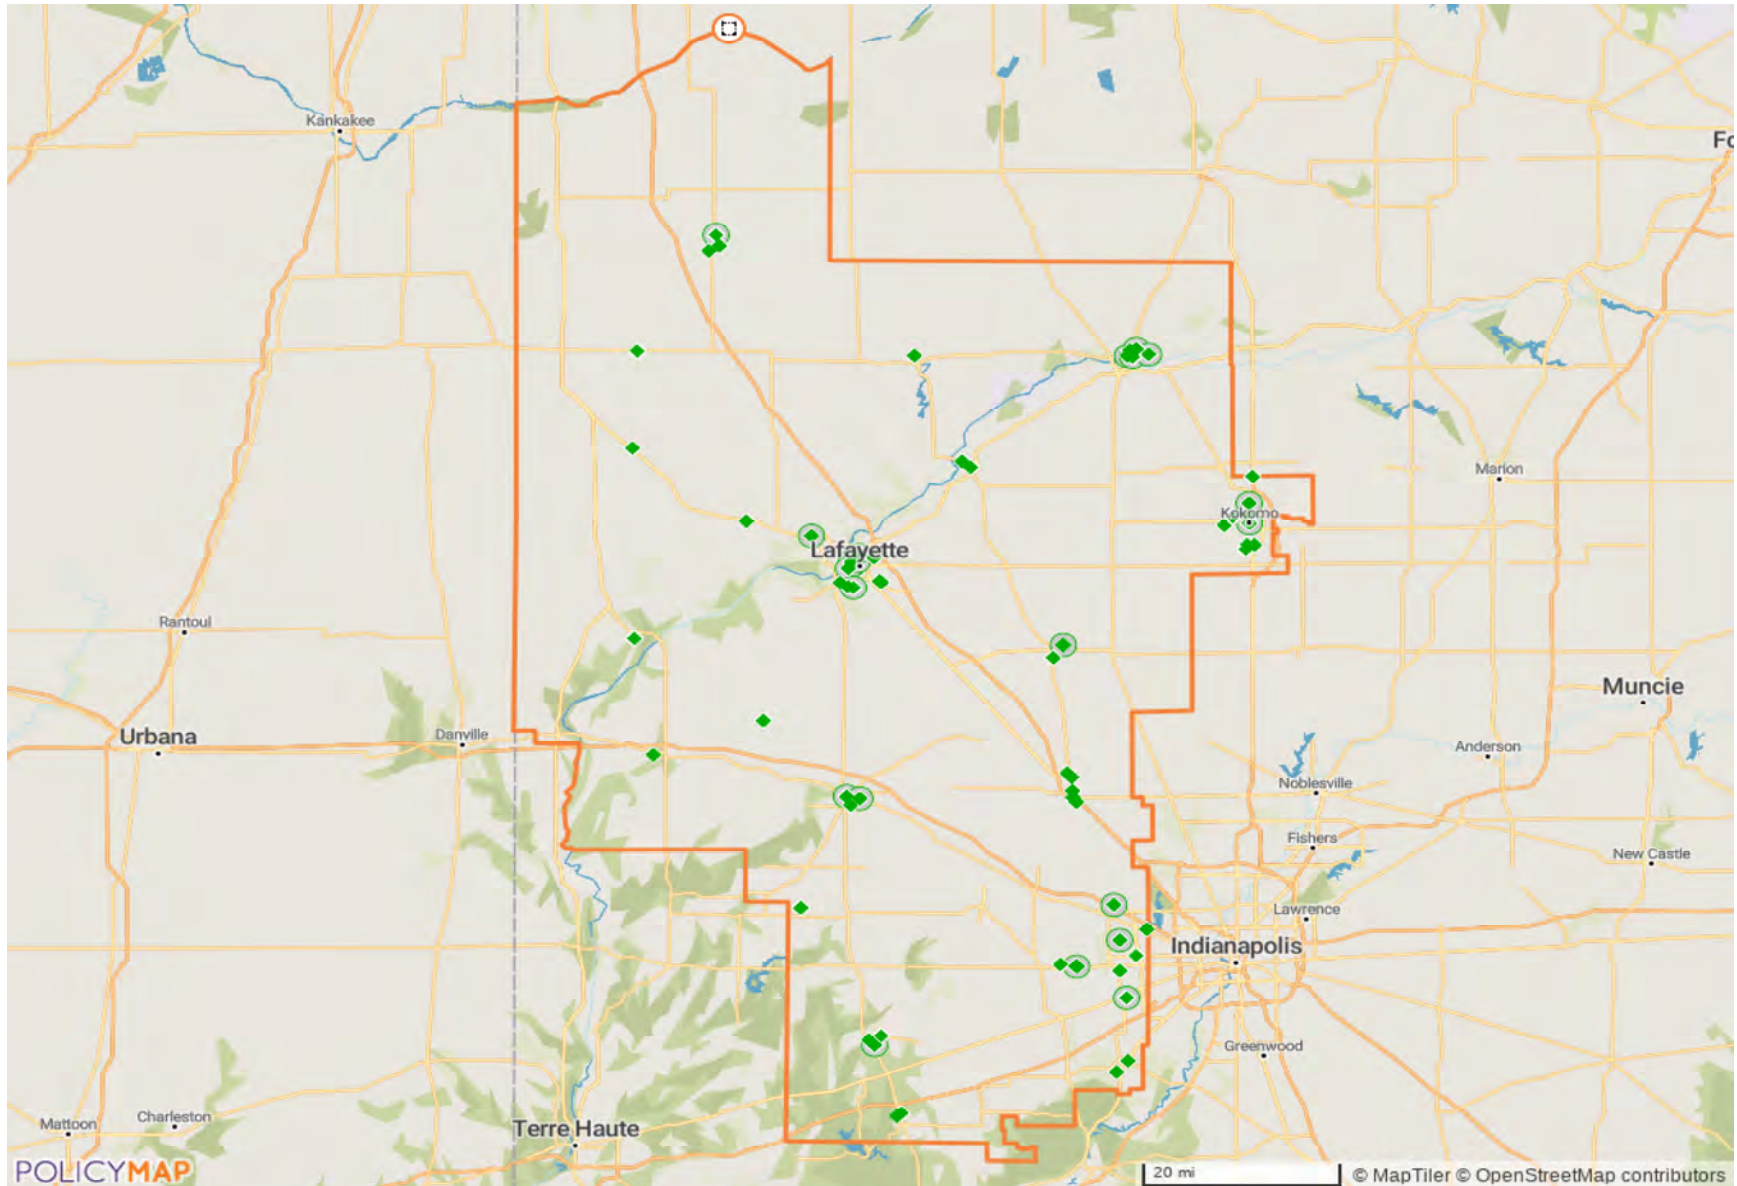 Kankakee
Fo
Marion
Kokomo
Lafayette
Rantoul
Muncie
Urbana
Danville
Anderson
Noblesville
Fishers
New Castle
Lawrence
Indianapolis
Greenwood
Mattoon
Charleston
Terre Haute
POLICYMAP
20 mi
© MapTiler © OpenStreetMap contributors